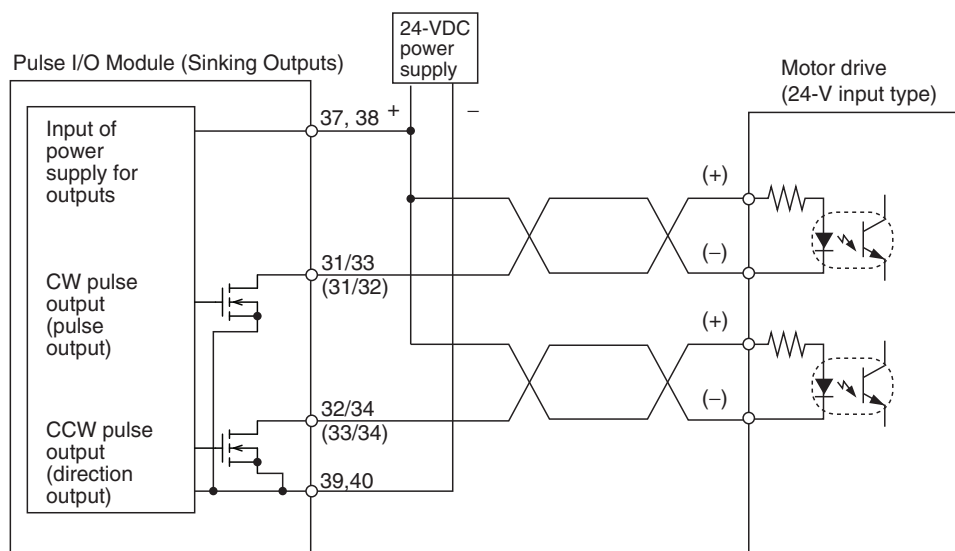 24-VDC
power
supply
Pulse I/O Module (Sinking Outputs)
Motor drive
(24-V input type)
Input of
power
supply for
outputs
37, 38
+
−
(+)
(−)
31/33
(31/32)
CW pulse
output
(pulse
output)
(+)
(−)
32/34
(33/34)
CCW pulse
output
(direction
output)
39,40